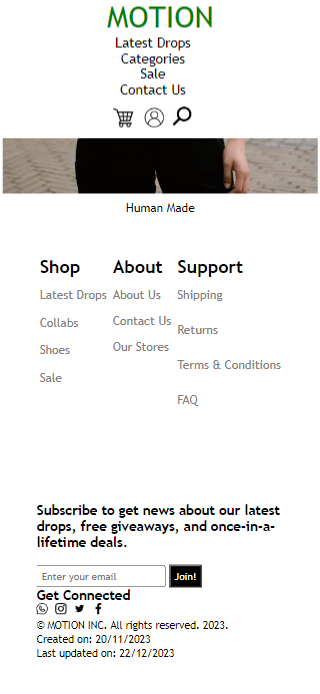 MOTION
Latest Drops
Categories
Sale
Contact Us
Human Made
Shop
Latest Drops
Collabs
Shoes
Sale
About
About Us
Contact Us
Our Stores
Support
Shipping
Returns
Terms & Conditions
FAQ
Subscribe to get news about our latest
drops, free giveaways, and once-in-a-
lifetime deals.
Enter your email
Join!
Get Connected
© MOTION INC. All rights reserved. 2023.
Created on: 20/11/2023
Last updated on: 22/12/2023